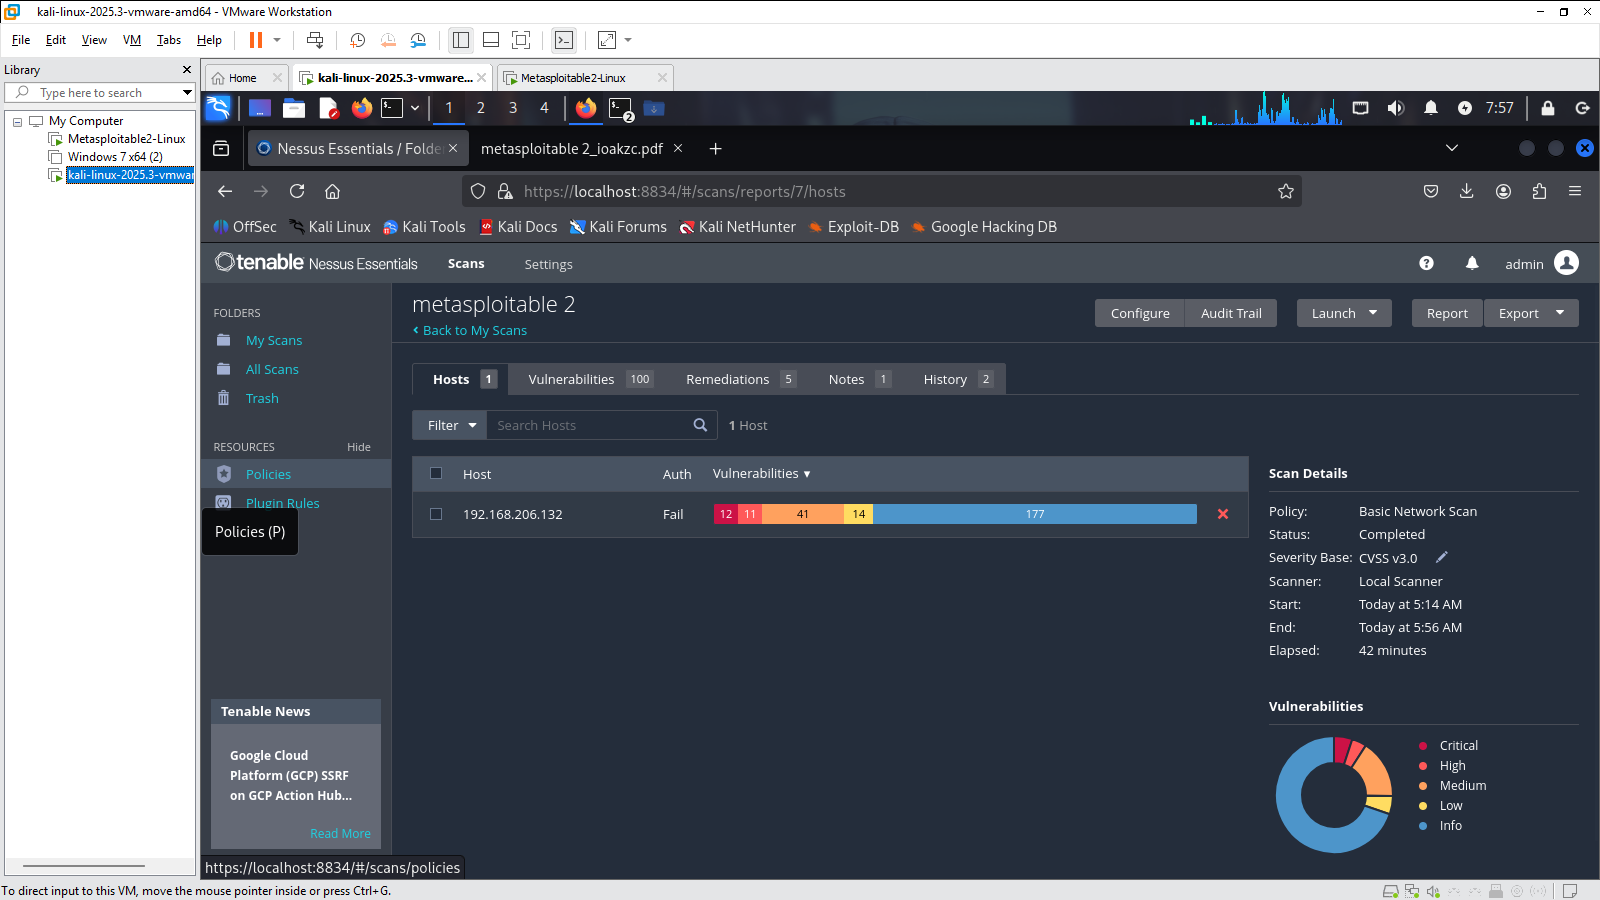 kali-linux-2025.3-vmware-amd64 - VMware Workstation
File Edit View VM Tabs Help
Library
Type here to search
My Computer
Metasploitable2-Linux
Windows 7 x64 (2)
kali-linux-2025.3-vmwar
Home
kali-linux-2025.3-vmware...
Metasploitable2-Linux
1 2 3 4
2
7:57
Nessus Essentials / Folde
metasploitable 2_ioakzc.pdf
https://localhost:8834/#/scans/reports/7/hosts
OffSec Kali Linux Kali Tools Kali Docs Kali Forums Kali NetHunter Exploit-DB Google Hacking DB
tenable Nessus Essentials Scans Settings admin
FOLDERS
My Scans
All Scans
Trash
RESOURCES Hide
Policies
Plugin Rules
Policies (P)
Tenable News
Google Cloud
Platform (GCP) SSRF
on GCP Action Hub...
Read More
https://localhost:8834/#/scans/policies
metasploitable 2
Back to My Scans
Configure Audit Trail Launch Report Export
Hosts 1 Vulnerabilities 100 Remediations 5 Notes 1 History 2
Filter Search Hosts 1 Host
Host Auth Vulnerabilities
192.168.206.132 Fail 12 11 41 14 177
Scan Details
Policy: Basic Network Scan
Status: Completed
Severity Base: CVSS v3.0
Scanner: Local Scanner
Start: Today at 5:14 AM
End: Today at 5:56 AM
Elapsed: 42 minutes
Vulnerabilities
Critical
High
Medium
Low
Info
To direct input to this VM, move the mouse pointer inside or press Ctrl+G.